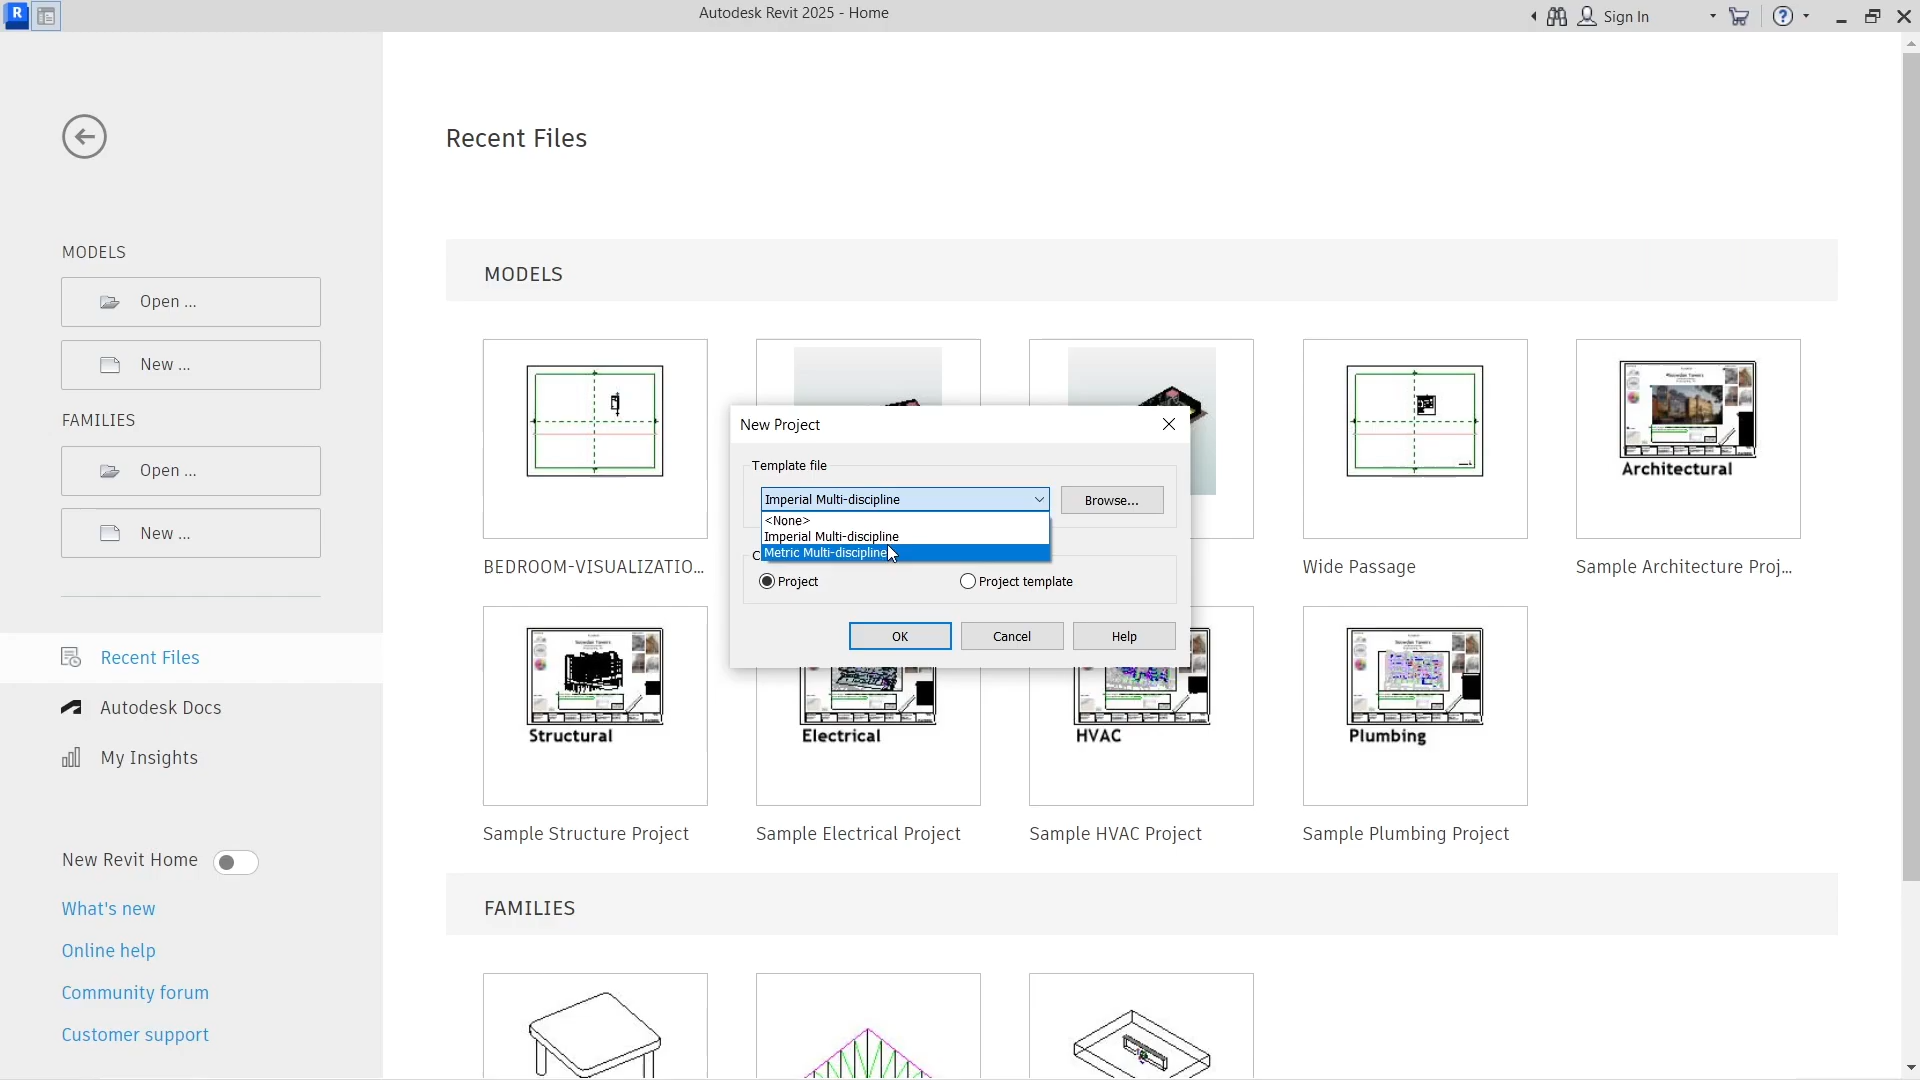 R
Autodesk Revit 2025 - Home
Sign In
Recent Files
MODELS
Open ...
New ...
FAMILIES
Open ...
New ...
Recent Files
Autodesk Docs
My Insights
New Revit Home
What's new
Online help
Community forum
Customer support
MODELS
Architectural
BEDROOM-VISUALIZATIO...
Wide Passage
Sample Architecture Proj...
New Project
Template file
Imperial Multi-discipline
Browse...
<None>
Imperial Multi-discipline
Metric Multi-discipline
Project
Project template
OK
Cancel
Help
Structural
Electrical
HVAC
Plumbing
Sample Structure Project
Sample Electrical Project
Sample HVAC Project
Sample Plumbing Project
FAMILIES